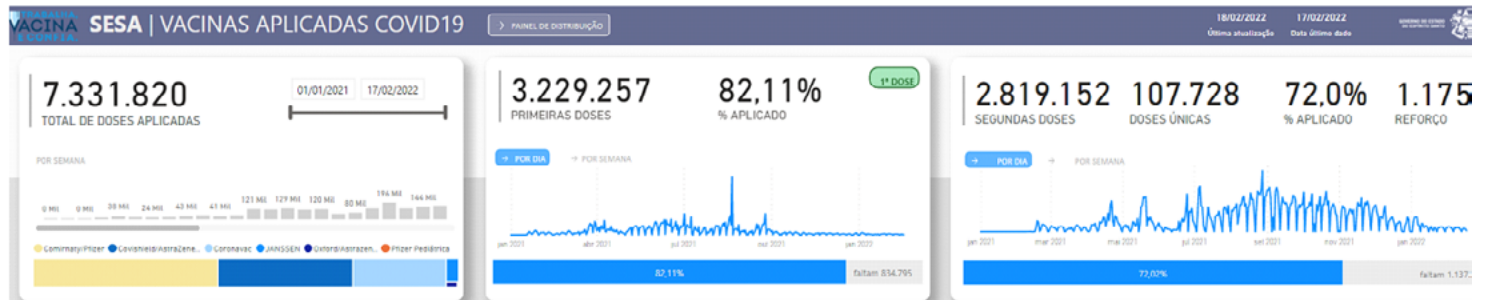 VACINA
& CONFIA
SESA | VACINAS APLICADAS COVID19
> PAINEL DE DISTRIBUIÇÃO
18/02/2022
Última atualização
17/02/2022
Data último dado
7.331.820
TOTAL DE DOSES APLICADAS
01/01/2021 17/02/2022
POR SEMANA
0 Mil 0 Mil 38 Mil 24 Mil 43 Mil 41 Mil 121 Mil 129 Mil 120 Mil 80 Mil 194 Mil 144 Mil
Comirnaty/Pfizer Covishield/AstraZene... Coronavac JANSSEN Oxford/Astrazen... Pfizer Pediátrica
3.229.257
PRIMEIRAS DOSES
82,11%
% APLICADO
1ª DOSE
→ POR DIA → POR SEMANA
jan 2021 abr 2021 jul 2021 out 2021 jan 2022
82,11% faltam 834.795
2.819.152
SEGUNDAS DOSES
107.728
DOSES ÚNICAS
72,0%
% APLICADO
1.175
REFORÇO
→ POR DIA → POR SEMANA
jan 2021 mar 2021 mai 2021 jul 2021 set 2021 nov 2021 jan 2022
72,02% faltam 1.137.